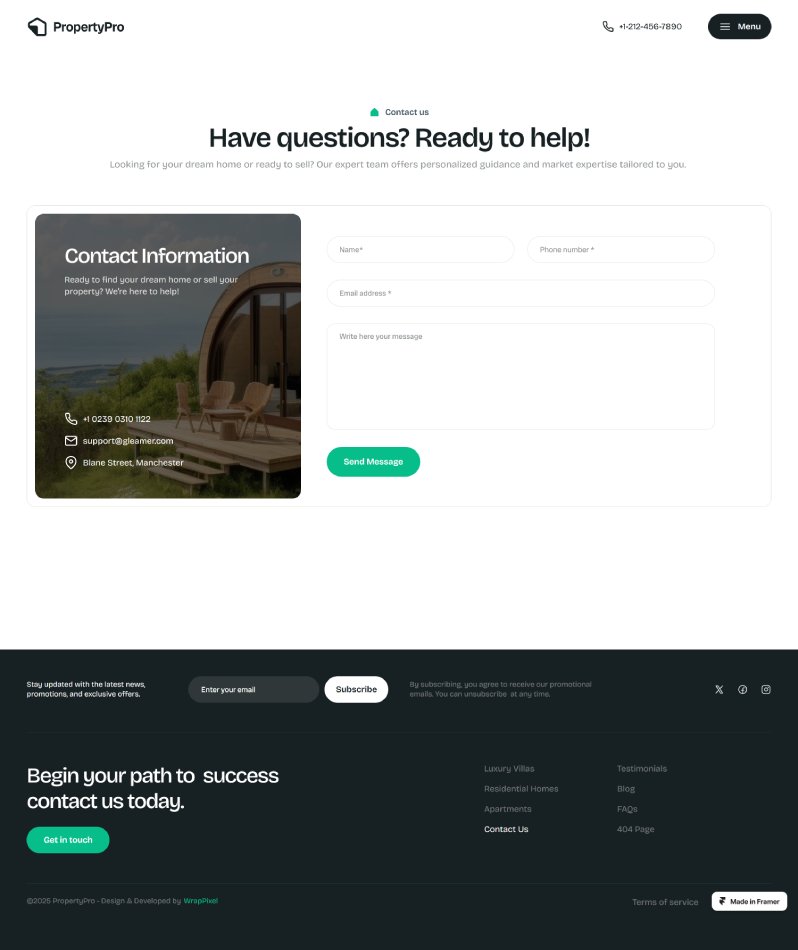 PropertyPro
+1-212-456-7890
Menu
Contact us
Have questions? Ready to help!
Looking for your dream home or ready to sell? Our expert team offers personalized guidance and market expertise tailored to you.
Contact Information
Ready to find your dream home or sell your
property? We're here to help!
+1 0239 0310 1122
support@gleamer.com
Blane Street, Manchester
Name*
Phone number *
Email address *
Write here your message
Send Message
Stay updated with the latest news,
promotions, and exclusive offers.
Enter your email
Subscribe
By subscribing, you agree to receive our promotional
emails. You can unsubscribe  at any time.
Begin your path to  success
contact us today.
Get in touch
Luxury Villas
Residential Homes
Apartments
Contact Us
Testimonials
Blog
FAQs
404 Page
©2025 PropertyPro - Design & Developed by WrapPixel
Terms of service
Made in Framer